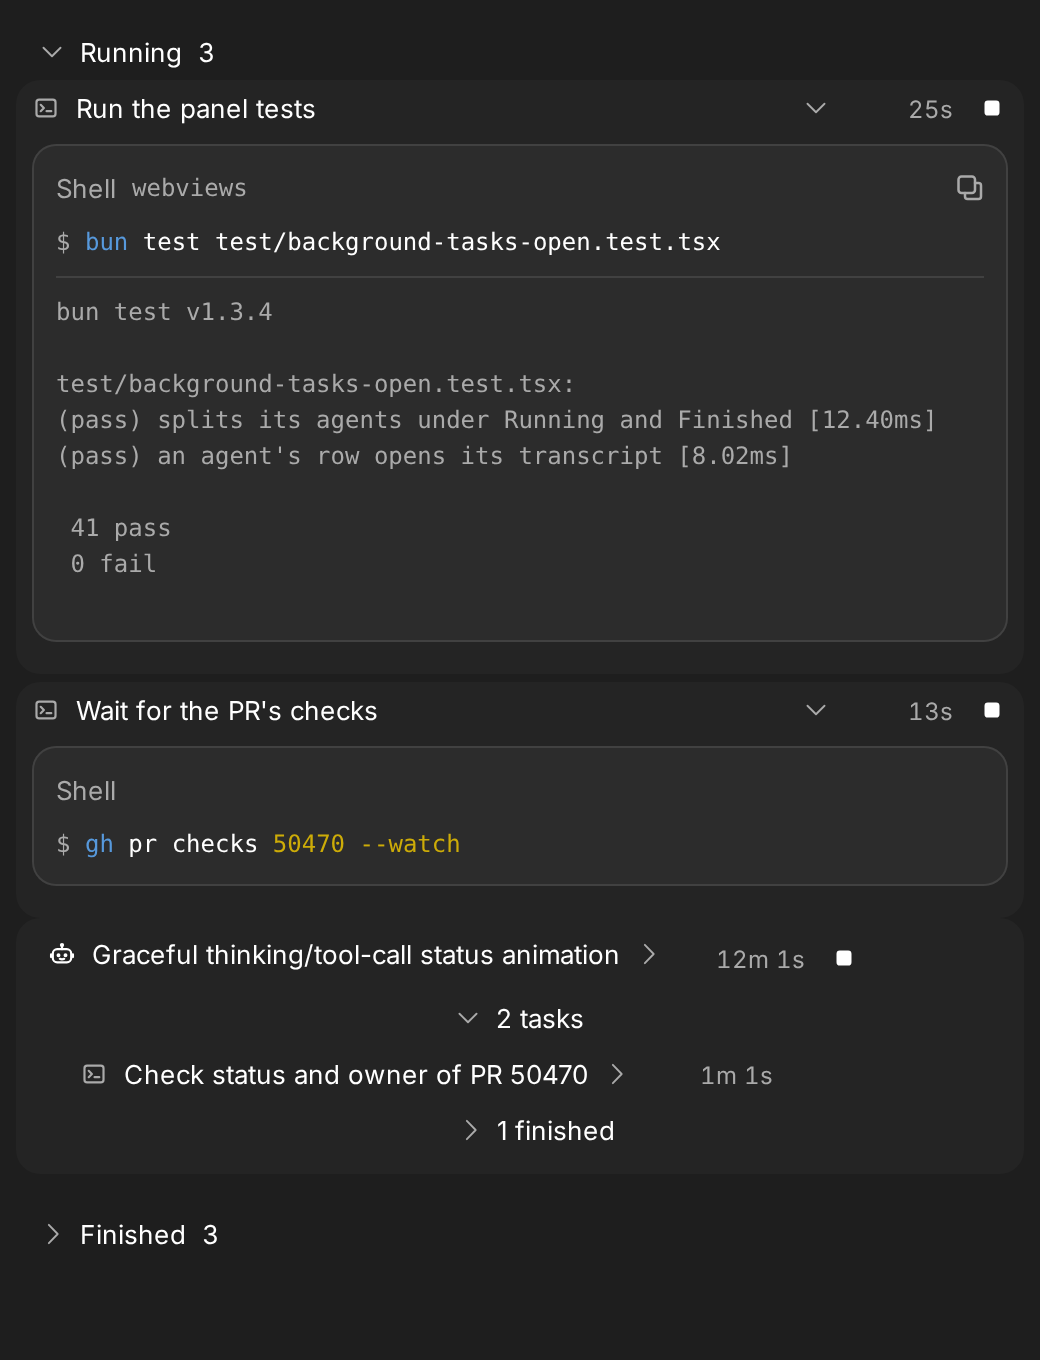 Running 3
Run the panel tests 25s
Shell webviews
$ bun test test/background-tasks-open.test.tsx
bun test v1.3.4
test/background-tasks-open.test.tsx:
(pass) splits its agents under Running and Finished [12.40ms]
(pass) an agent's row opens its transcript [8.02ms]
41 pass
0 fail
Wait for the PR's checks 13s
Shell
$ gh pr checks 50470 --watch
Graceful thinking/tool-call status animation 12m 1s
2 tasks
Check status and owner of PR 50470 1m 1s
1 finished
Finished 3